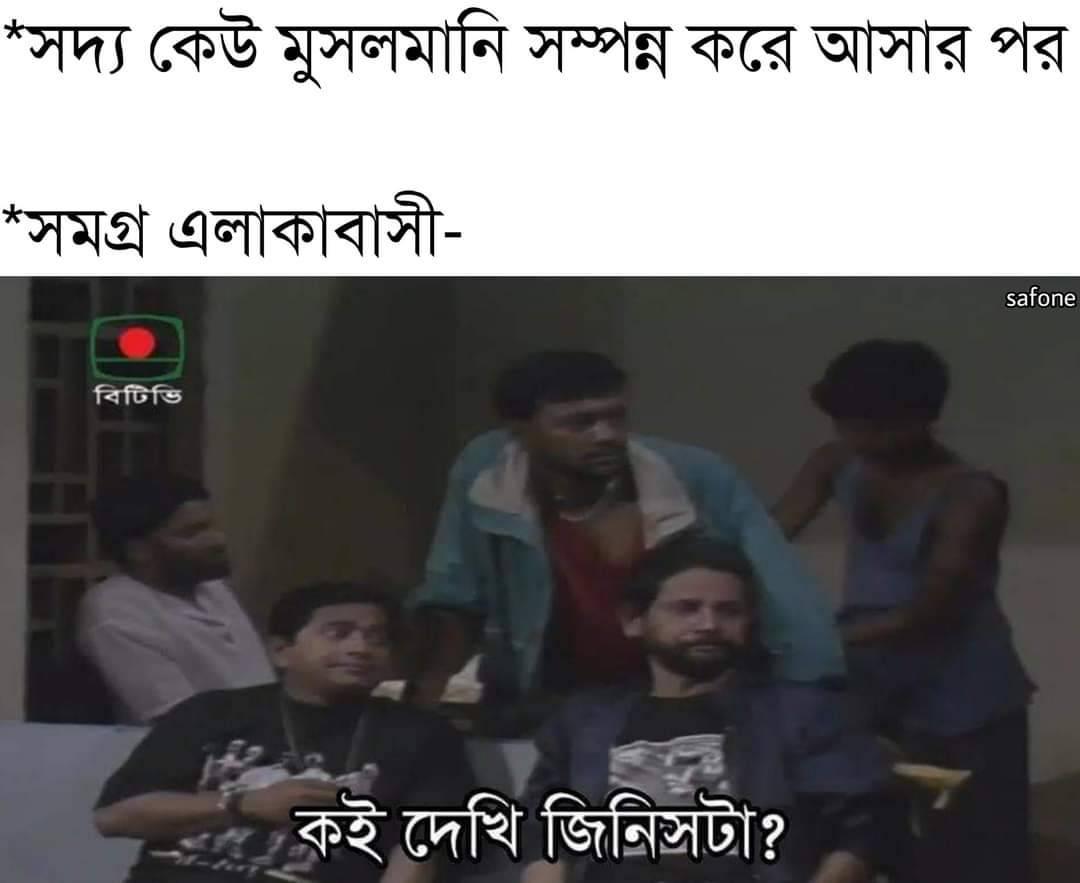 *সদ্য কেউ মুসলমানি সম্পন্ন করে আসার পর
*সমগ্র এলাকাবাসী-
safone
বিটিভি
কই দেখি জিনিসটা?